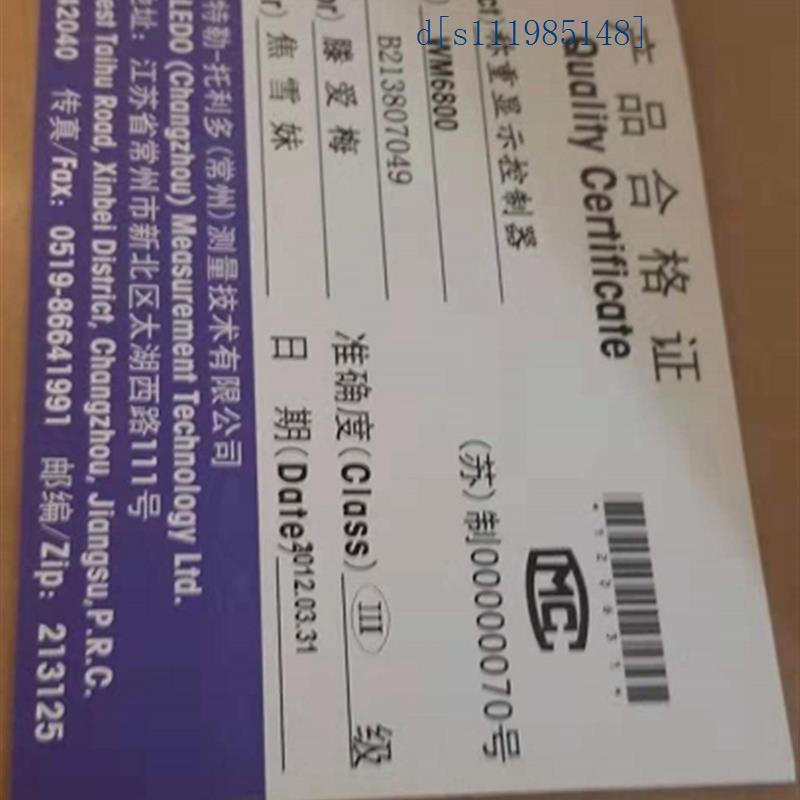 d[s111985148]
产品合格证
Quality Certificate
称重显示控制器
WM6800
B213807049
滕爱梅
焦雪妹
(苏)制00000070号
MC
准确度(Class) III 级
日 期(Date) 2012.03.31
特勒-托利多(常州)测量技术有限公司
LEDO (Changzhou) Measurement Technology Ltd.
地址: 江苏省常州市新北区太湖西路111号
est Taihu Road, Xinbei District, Changzhou, Jiangsu,P.R.C.
42040 传真/Fax: 0519-86641991 邮编/Zip: 213125